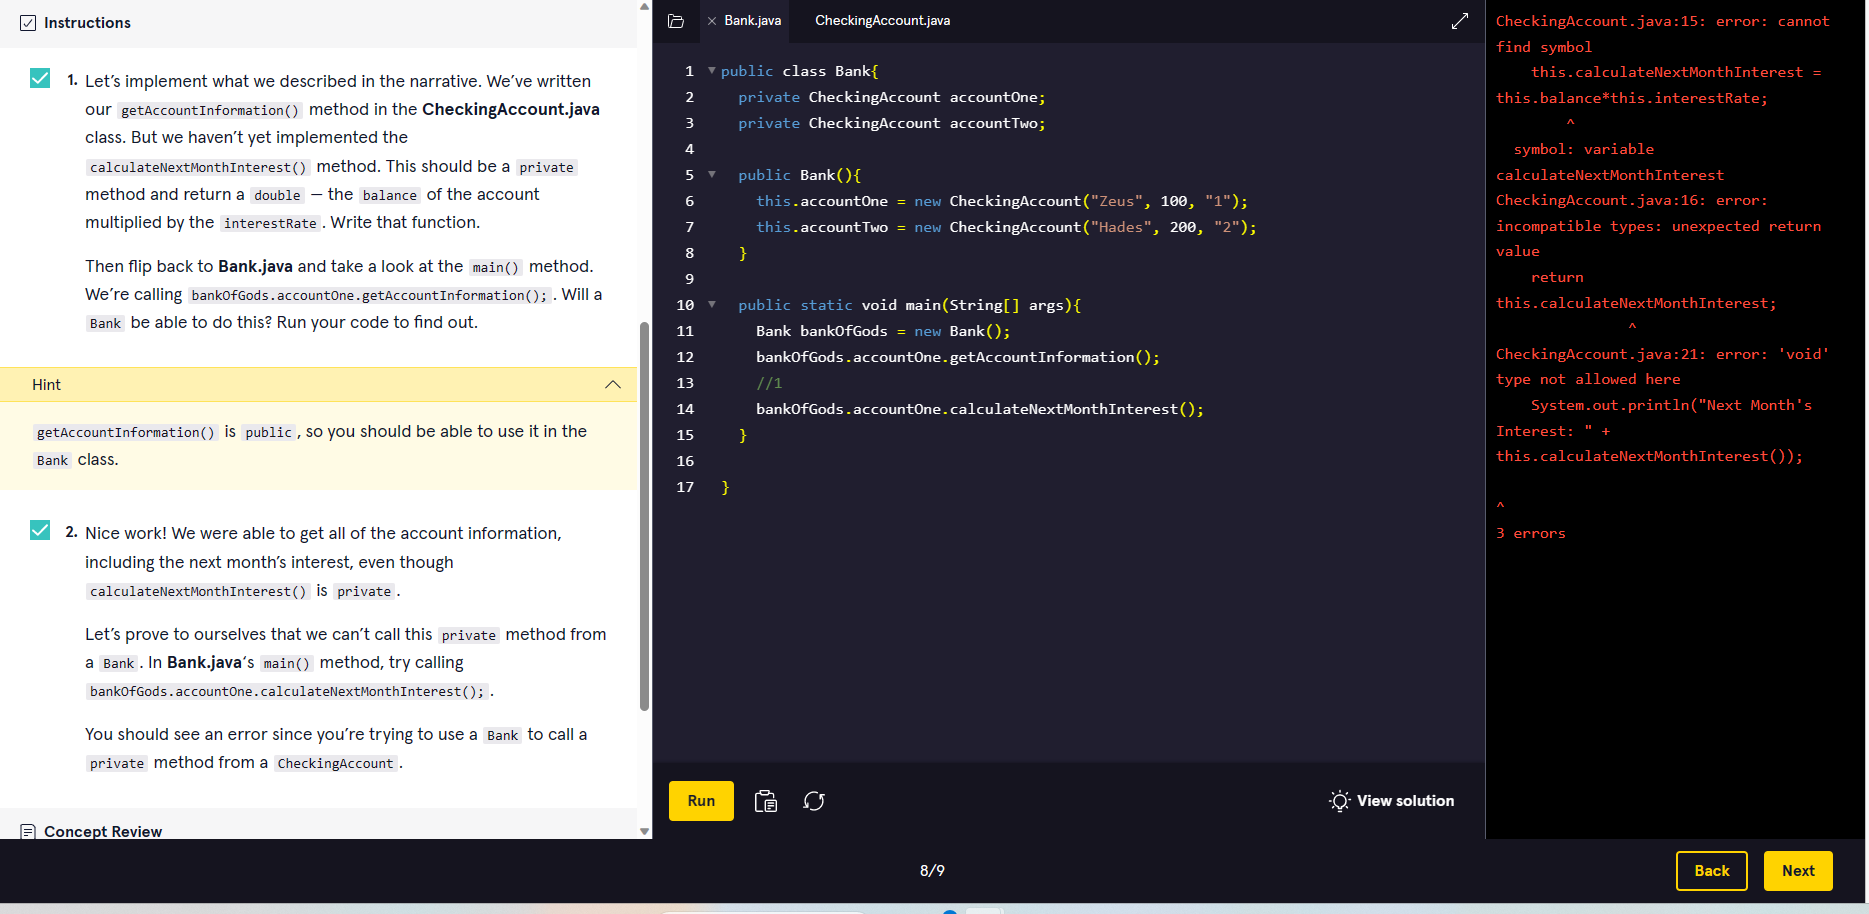 Instructions
1. Let’s implement what we described in the narrative. We’ve written
our getAccountInformation() method in the CheckingAccount.java
class. But we haven’t yet implemented the
calculateNextMonthInterest() method. This should be a private
method and return a double — the balance of the account
multiplied by the interestRate. Write that function.
Then flip back to Bank.java and take a look at the main() method.
We’re calling bankOfGods.accountOne.getAccountInformation();. Will a
Bank be able to do this? Run your code to find out.
Hint
getAccountInformation() is public, so you should be able to use it in the
Bank class.
2. Nice work! We were able to get all of the account information,
including the next month’s interest, even though
calculateNextMonthInterest() is private.
Let’s prove to ourselves that we can’t call this private method from
a Bank. In Bank.java‘s main() method, try calling
bankOfGods.accountOne.calculateNextMonthInterest();.
You should see an error since you’re trying to use a Bank to call a
private method from a CheckingAccount.
Concept Review
Bank.java
CheckingAccount.java
1 public class Bank{
2 private CheckingAccount accountOne;
3 private CheckingAccount accountTwo;
4
5 public Bank(){
6 this.accountOne = new CheckingAccount("Zeus", 100, "1");
7 this.accountTwo = new CheckingAccount("Hades", 200, "2");
8 }
9
10 public static void main(String[] args){
11 Bank bankOfGods = new Bank();
12 bankOfGods.accountOne.getAccountInformation();
13 //1
14 bankOfGods.accountOne.calculateNextMonthInterest();
15 }
16
17 }
Run
View solution
CheckingAccount.java:15: error: cannot
find symbol
this.calculateNextMonthInterest =
this.balance*this.interestRate;
^
symbol: variable
calculateNextMonthInterest
CheckingAccount.java:16: error:
incompatible types: unexpected return
value
return
this.calculateNextMonthInterest;
^
CheckingAccount.java:21: error: 'void'
type not allowed here
System.out.println("Next Month's
Interest: " +
this.calculateNextMonthInterest());
^
3 errors
8/9
Back
Next